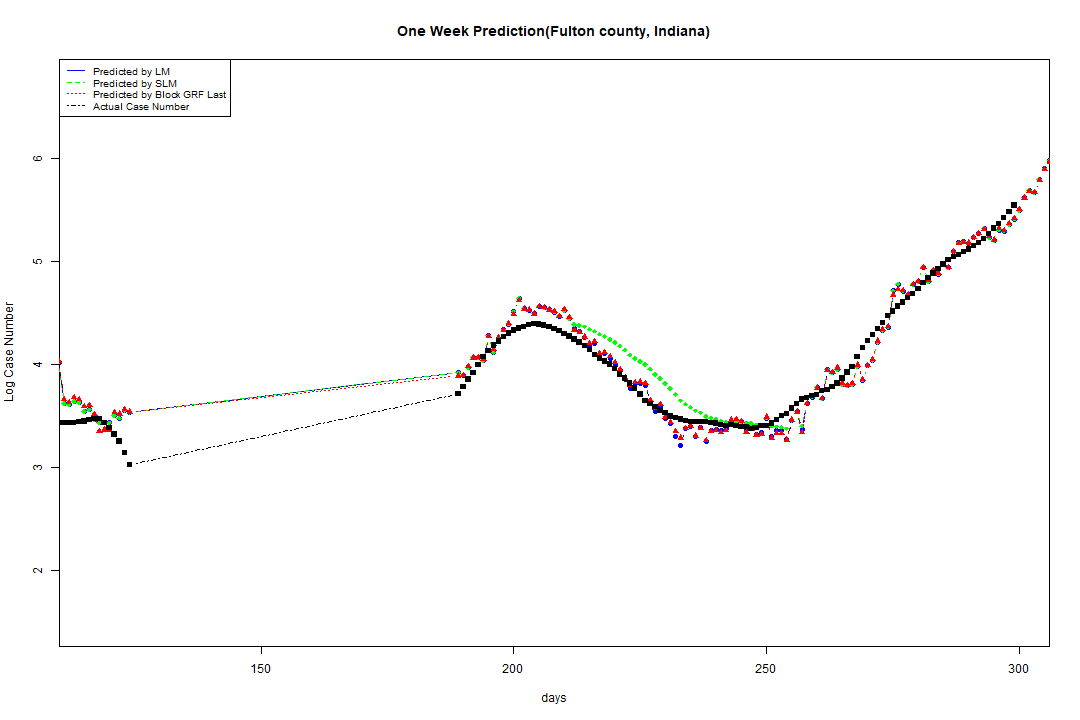 One Week Prediction(Fulton county, Indiana)
Predicted by LM
Predicted by SLM
Predicted by Block GRF Last
Actual Case Number
6
5
4
3
2
Log Case Number
150
200
250
300
days